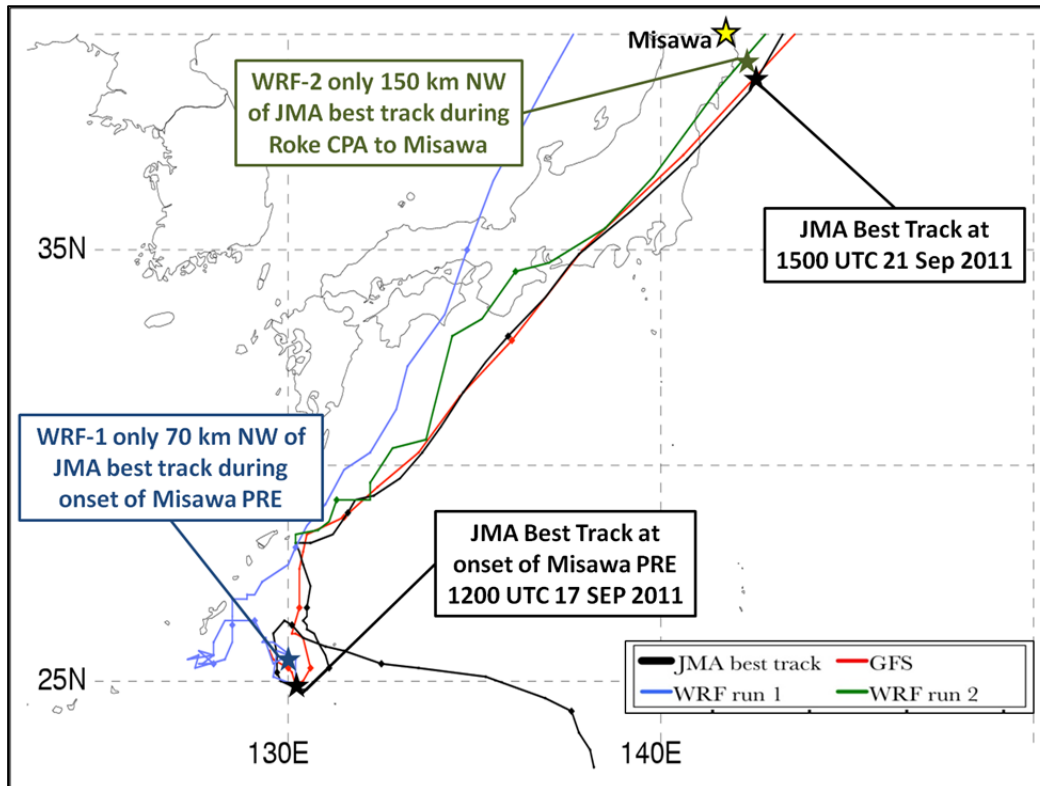 Misawa
WRF-2 only 150 km NW
of JMA best track during
Roke CPA to Misawa
JMA Best Track at
1500 UTC 21 Sep 2011
35N
WRF-1 only 70 km NW of
JMA best track during
onset of Misawa PRE
JMA Best Track at
onset of Misawa PRE
1200 UTC 17 SEP 2011
25N
JMA best track
GFS
WRF run 1
WRF run 2
130E
140E